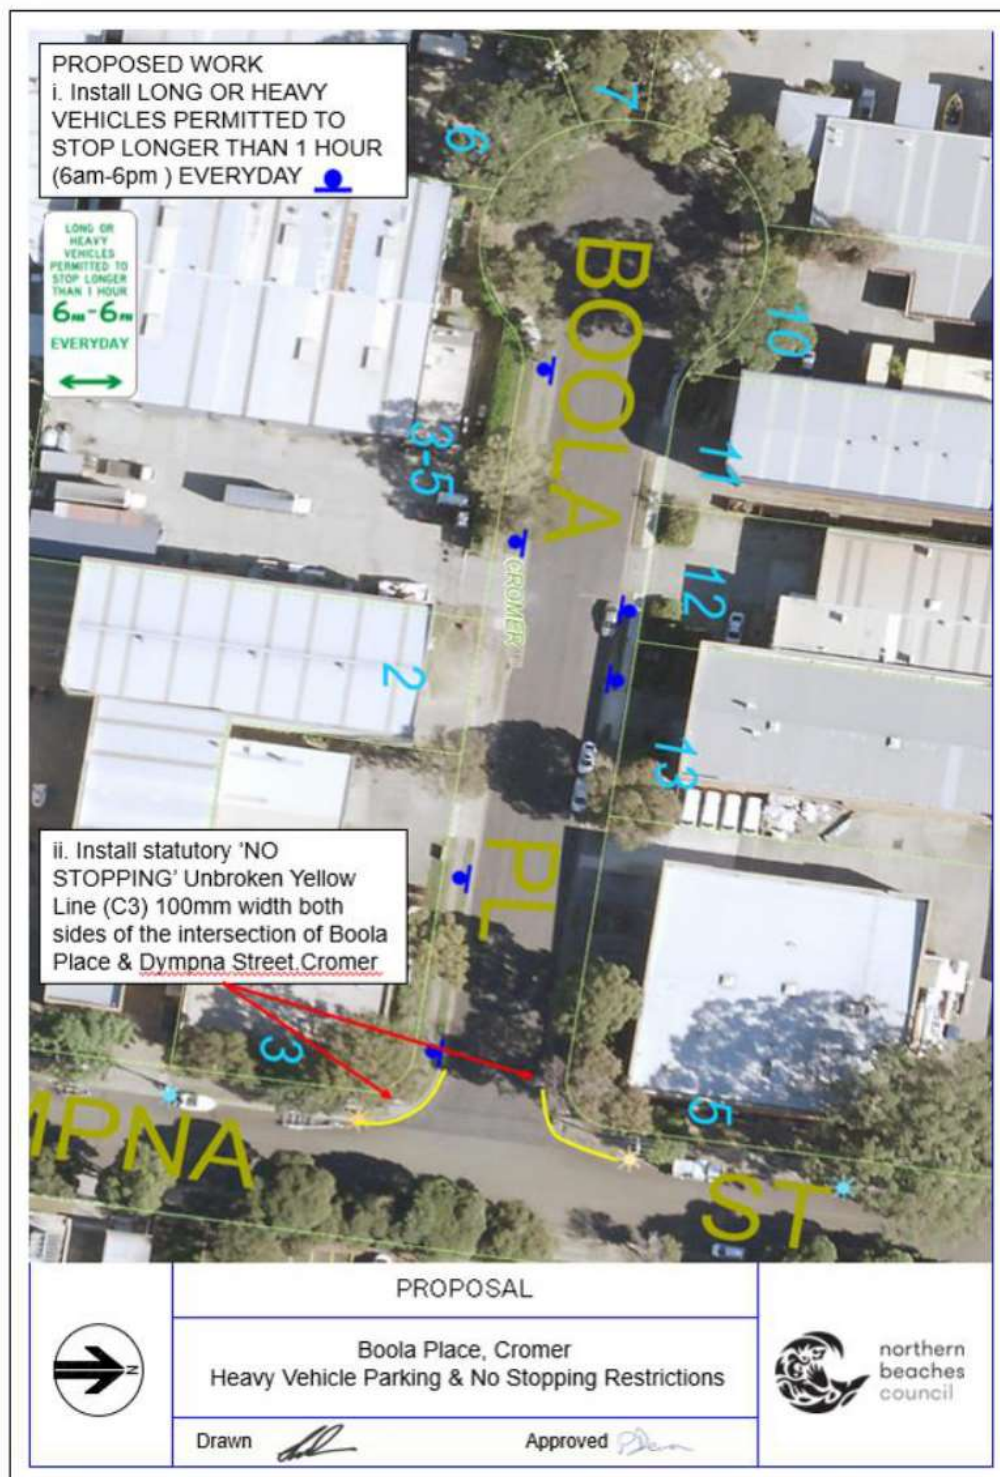 PROPOSED WORK
i. Install LONG OR HEAVY
VEHICLES PERMITTED TO
STOP LONGER THAN 1 HOUR
(6am-6pm ) EVERYDAY
LONG OR
HEAVY
VEHICLES
PERMITTED TO
STOP LONGER
THAN 1 HOUR
6AM-6PM
EVERYDAY
7
6
BOOLA
10
3-5
11
CROMER
12
2
13
PL
ii. Install statutory 'NO
STOPPING' Unbroken Yellow
Line (C3) 100mm width both
sides of the intersection of Boola
Place & Dympna Street.Cromer
3
5
MPNA
ST
PROPOSAL
N
Boola Place, Cromer
Heavy Vehicle Parking & No Stopping Restrictions
northern
beaches
council
Drawn
Approved